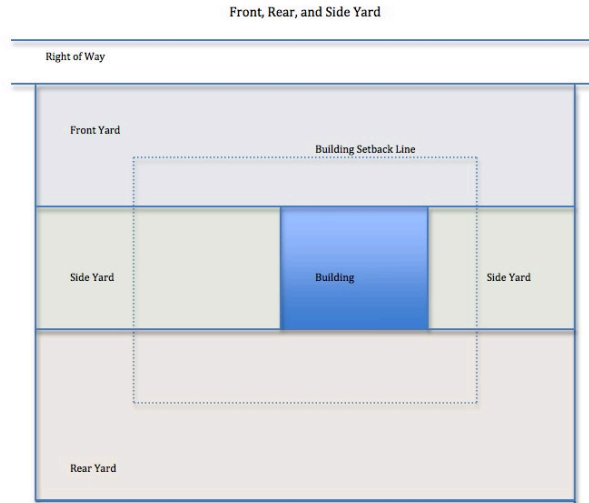 Front, Rear, and Side Yard
Right of Way
Front Yard
Building Setback Line
Side Yard
Building
Side Yard
Rear Yard